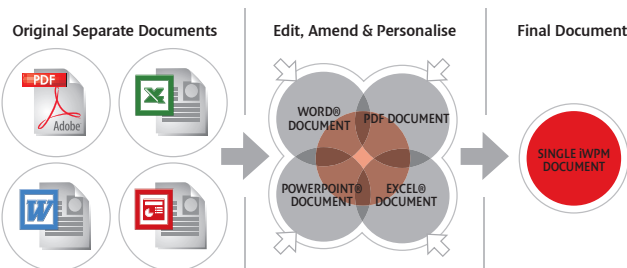 Original Separate Documents
Edit, Amend & Personalise
Final Document
PDF
Adobe
X
W
WORD®
DOCUMENT
PDF DOCUMENT
POWERPOINT®
DOCUMENT
EXCEL®
DOCUMENT
SINGLE iWPM
DOCUMENT